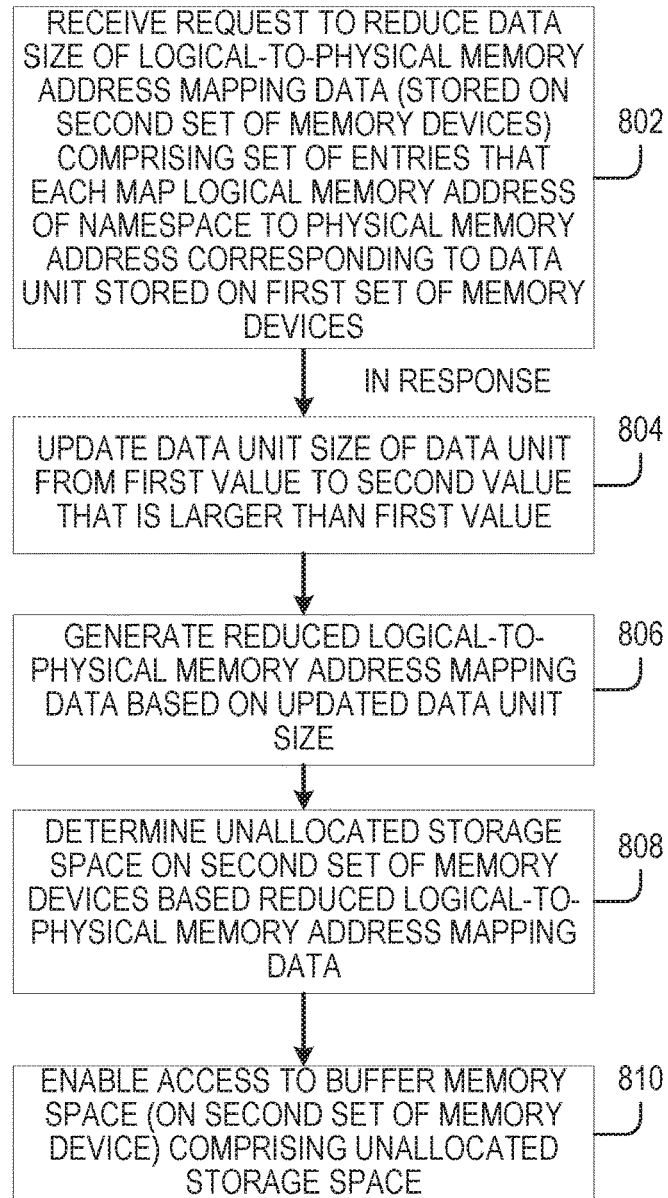 RECEIVE REQUEST TO REDUCE DATA
SIZE OF LOGICAL-TO-PHYSICAL MEMORY
ADDRESS MAPPING DATA (STORED ON
SECOND SET OF MEMORY DEVICES)
COMPRISING SET OF ENTRIES THAT
EACH MAP LOGICAL MEMORY ADDRESS
OF NAMESPACE TO PHYSICAL MEMORY
ADDRESS CORRESPONDING TO DATA
UNIT STORED ON FIRST SET OF MEMORY
DEVICES
802
IN RESPONSE
UPDATE DATA UNIT SIZE OF DATA UNIT
FROM FIRST VALUE TO SECOND VALUE
THAT IS LARGER THAN FIRST VALUE
804
GENERATE REDUCED LOGICAL-TO-
PHYSICAL MEMORY ADDRESS MAPPING
DATA BASED ON UPDATED DATA UNIT
SIZE
806
DETERMINE UNALLOCATED STORAGE
SPACE ON SECOND SET OF MEMORY
DEVICES BASED REDUCED LOGICAL-TO-
PHYSICAL MEMORY ADDRESS MAPPING
DATA
808
ENABLE ACCESS TO BUFFER MEMORY
SPACE (ON SECOND SET OF MEMORY
DEVICE) COMPRISING UNALLOCATED
STORAGE SPACE
810